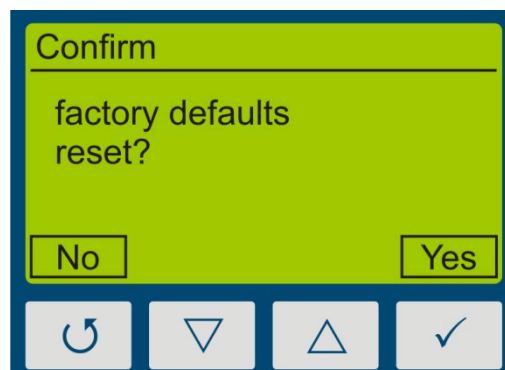 Confirm
factory defaults
reset?
No Yes